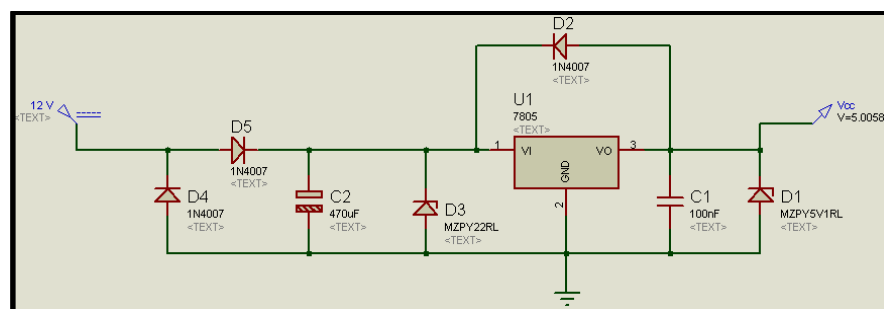 D2
1N4007
<TEXT>
12 V
<TEXT>
U1
7805
<TEXT>
Vcc
V=5.0058
D5
1N4007
<TEXT>
1
VI
VO
3
GND
2
D4
1N4007
<TEXT>
C2
470uF
<TEXT>
D3
MZPY22RL
<TEXT>
C1
100nF
<TEXT>
D1
MZPY5V1RL
<TEXT>